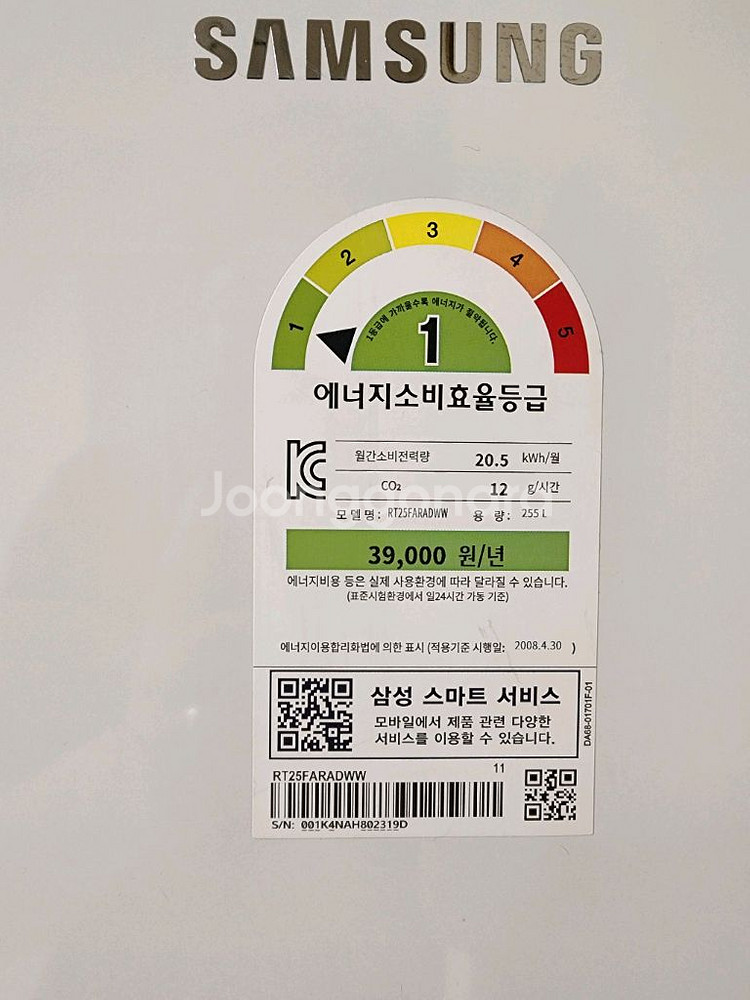 SAMSUNG
1 2 3 4 5
1등급에 가까울수록 에너지가 절약됩니다.
1
에너지소비효율등급
월간소비전력량 20.5 kWh/월
CO₂ 12 g/시간
모델명: RT25FARADWW 용 량: 255 L
39,000 원/년
에너지비용 등은 실제 사용환경에 따라 달라질 수 있습니다.
(표준시험환경에서 일24시간 가동 기준)
에너지이용합리화법에 의한 표시 (적용기준 시행일: 2008.4.30 )
삼성 스마트 서비스
모바일에서 제품 관련 다양한
서비스를 이용할 수 있습니다.
DA68-01701F-01
RT25FARADWW 11
S/N: 001K4NAH802319D
Joonggonara